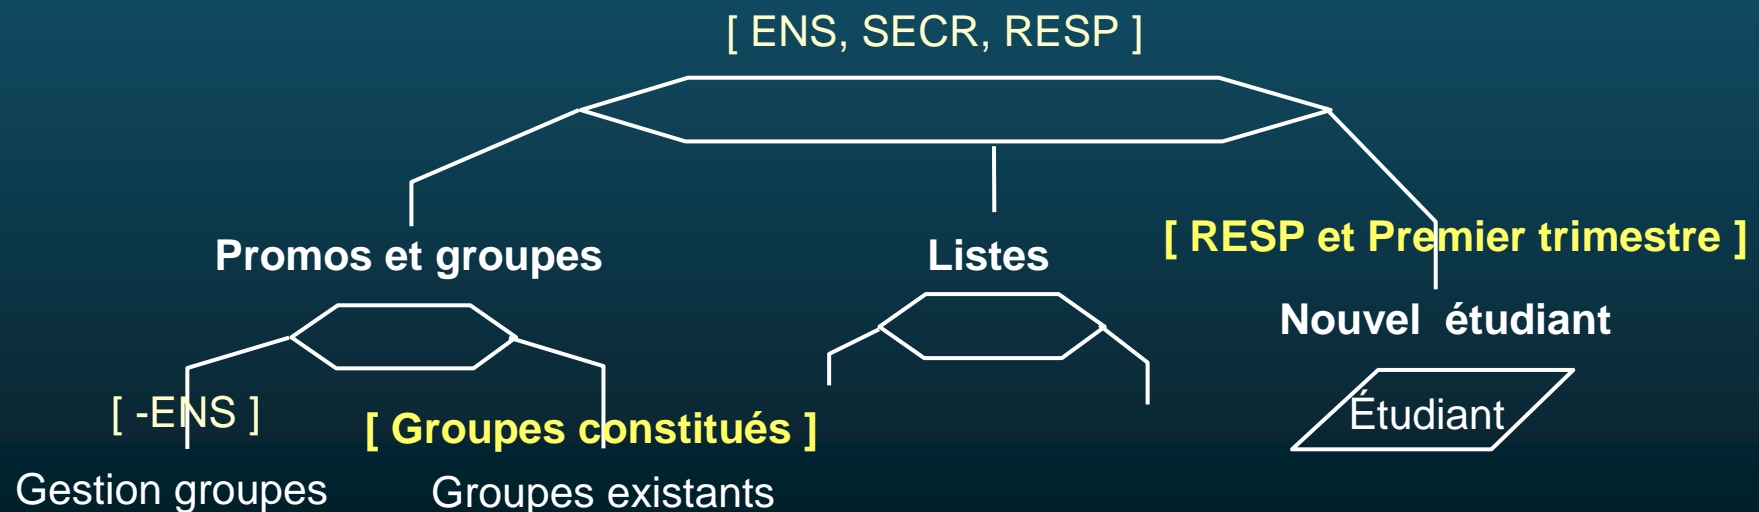 [ ENS, SECR, RESP ]
Promos et groupes
Listes
[ RESP et Premier trimestre ]
Nouvel étudiant
[ -ENS ]
[ Groupes constitués ]
Étudiant
Gestion groupes
Groupes existants